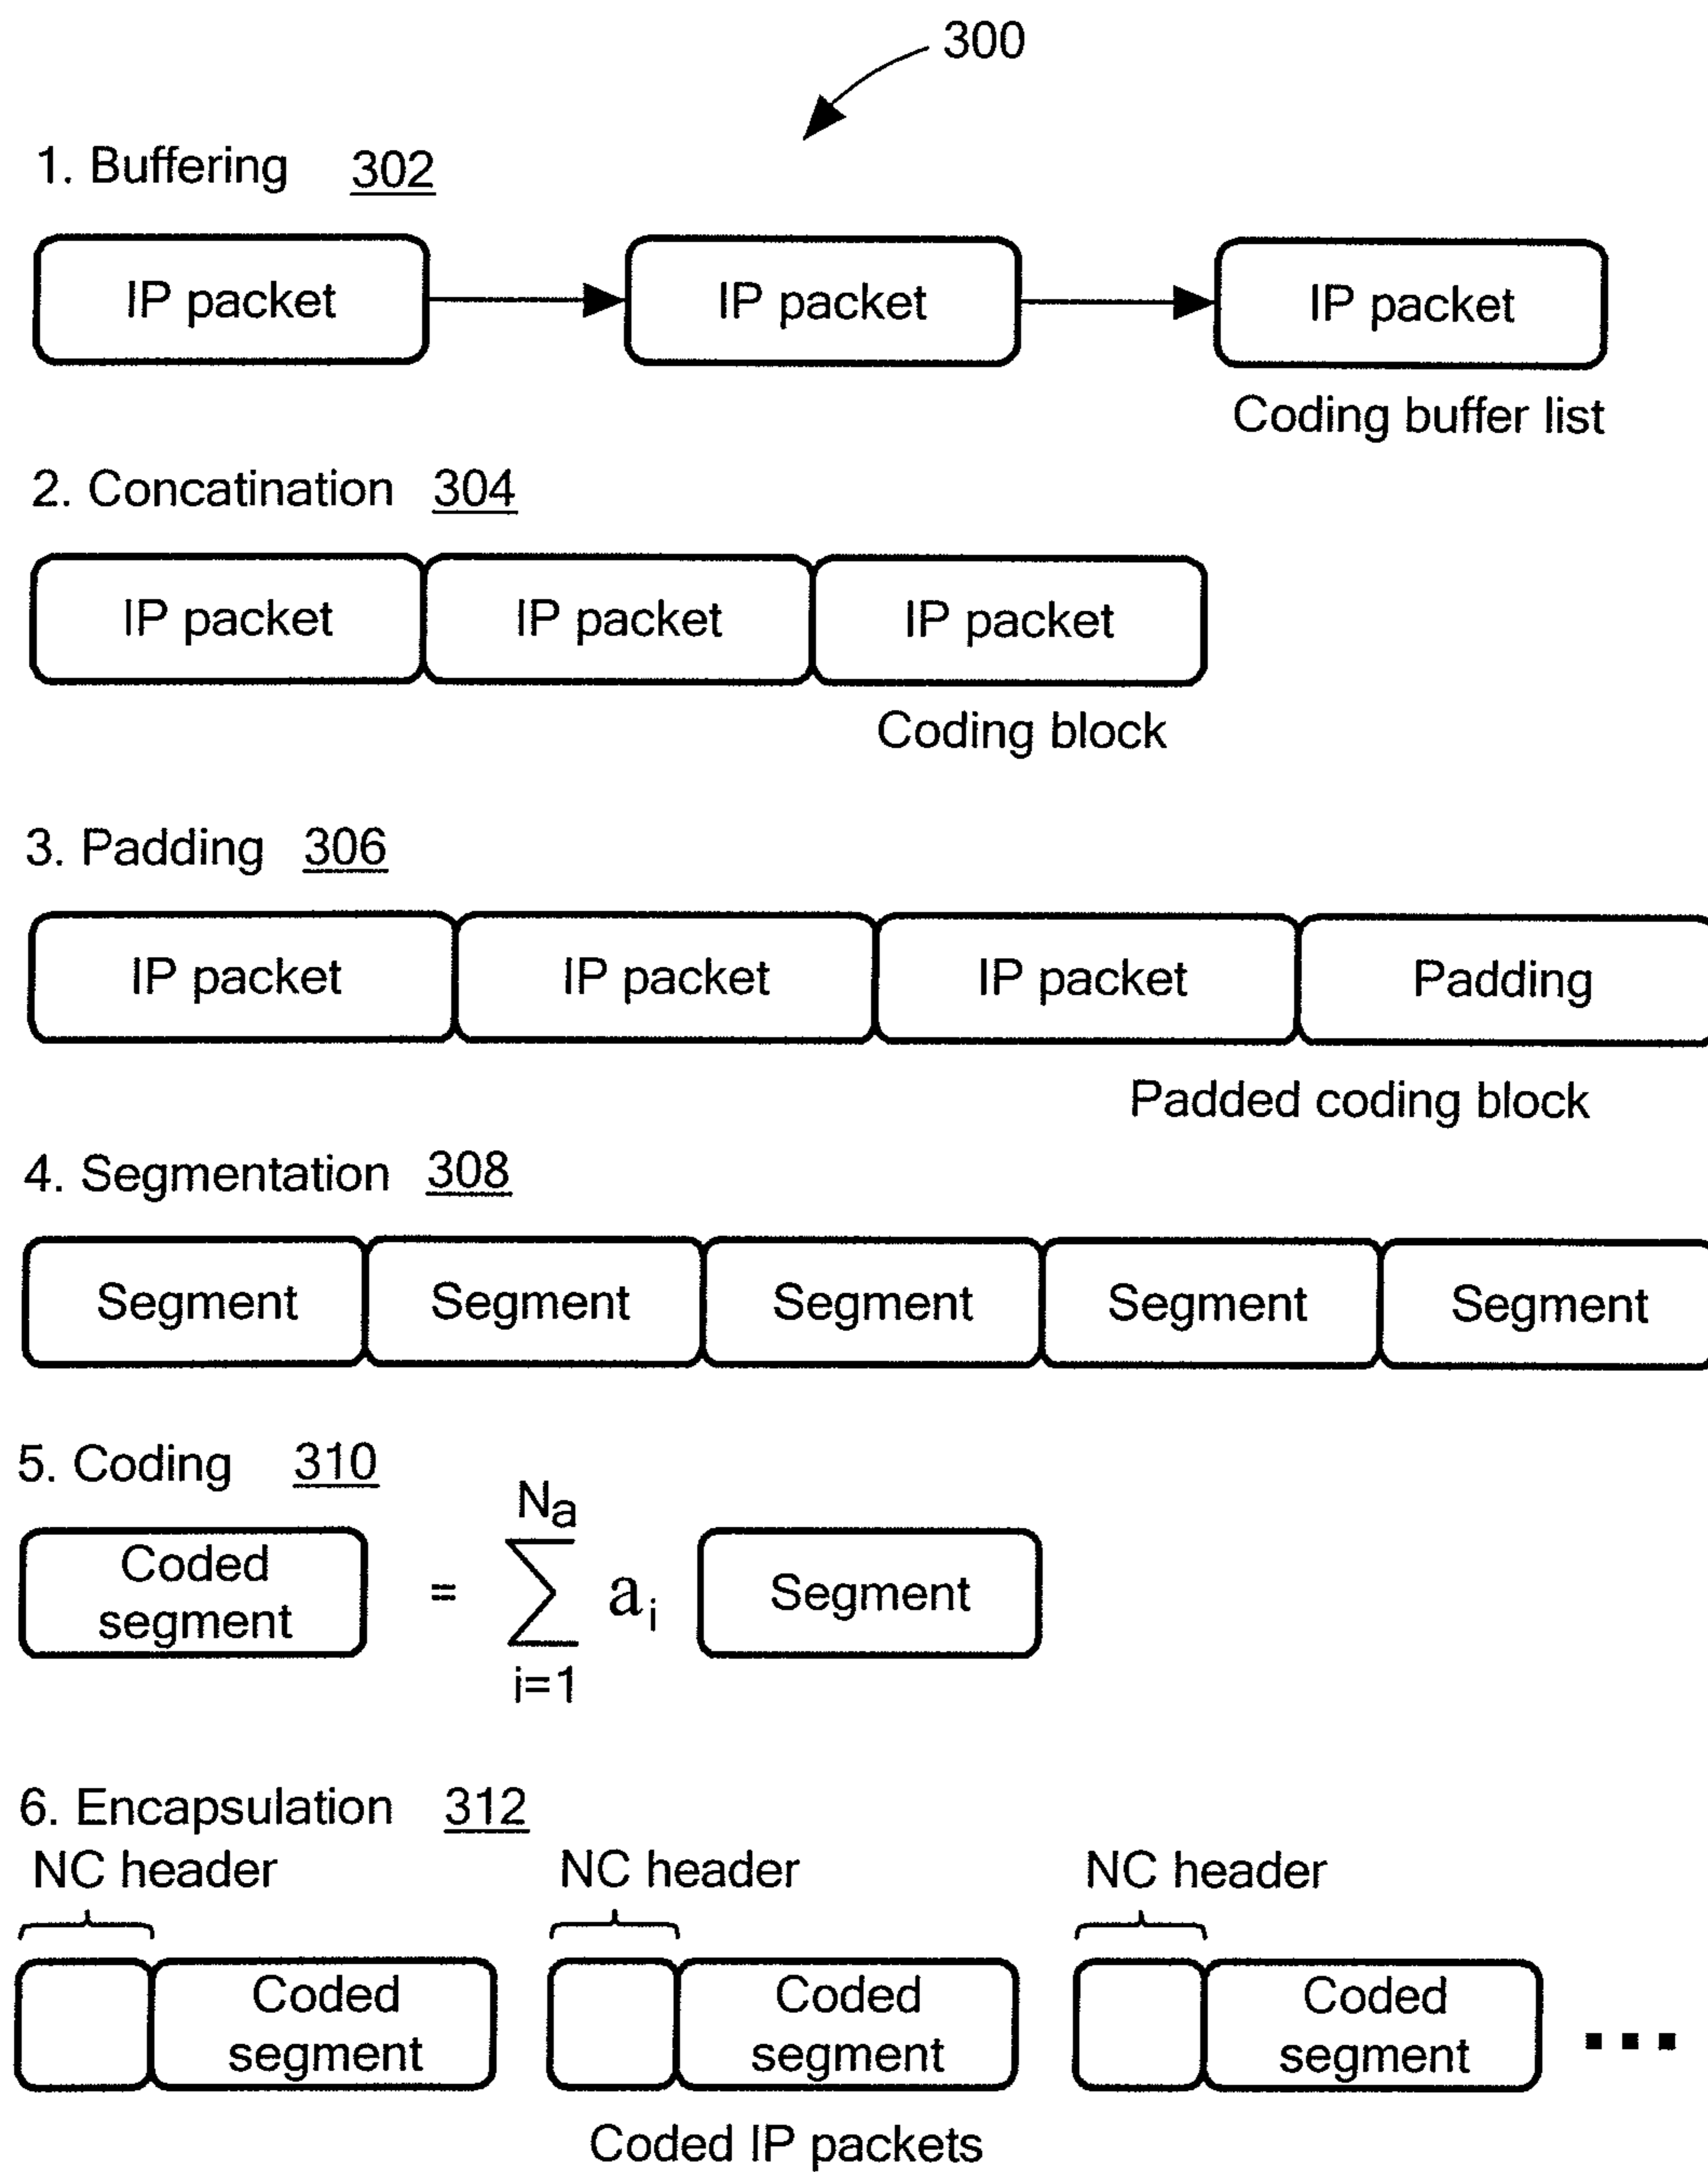 300
1. Buffering 302
IP packet IP packet IP packet
Coding buffer list
2. Concatination 304
IP packet IP packet IP packet
Coding block
3. Padding 306
IP packet IP packet IP packet Padding
Padded coding block
4. Segmentation 308
Segment Segment Segment Segment Segment
5. Coding 310
Na
Coded
segment = ∑ ai Segment
i=1
6. Encapsulation 312
NC header NC header NC header
Coded Coded Coded
segment segment segment ...
Coded IP packets